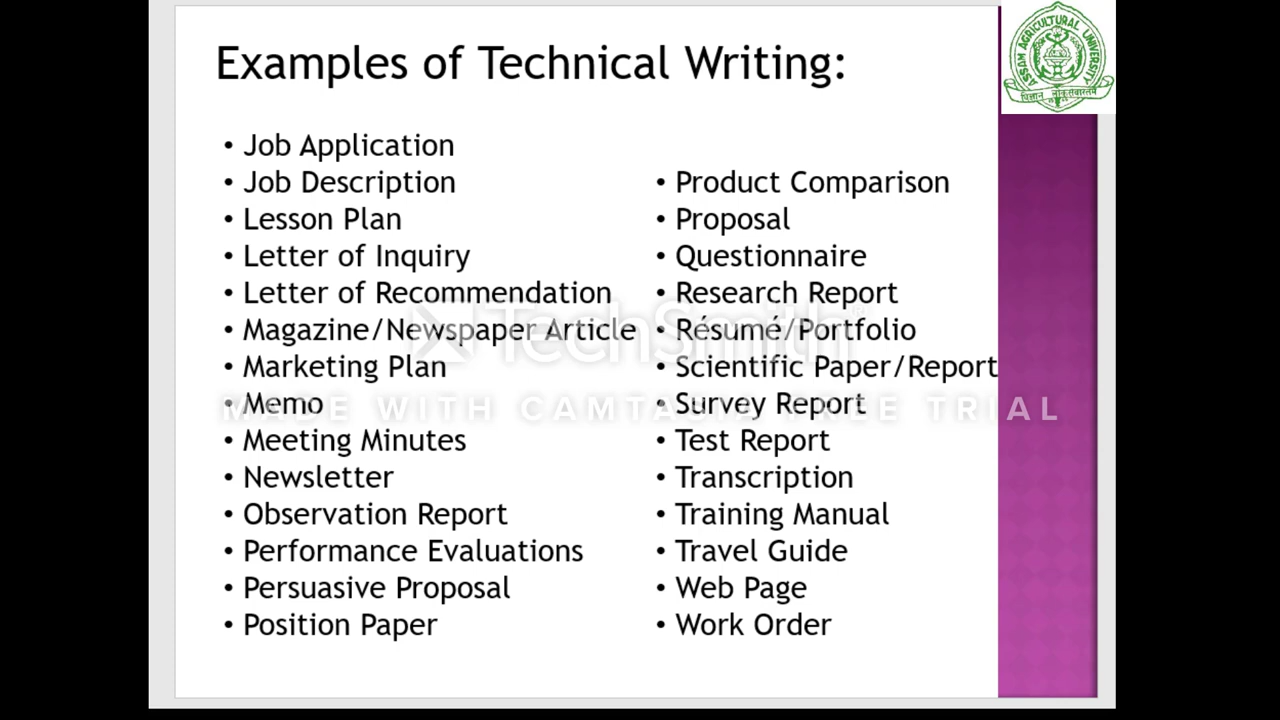 Examples of Technical Writing:
• Job Application
• Job Description
• Lesson Plan
• Letter of Inquiry
• Letter of Recommendation
• Magazine/Newspaper Article
• Marketing Plan
• Memo
• Meeting Minutes
• Newsletter
• Observation Report
• Performance Evaluations
• Persuasive Proposal
• Position Paper
• Product Comparison
• Proposal
• Questionnaire
• Research Report
• Résumé/Portfolio
• Scientific Paper/Report
• Survey Report
• Test Report
• Transcription
• Training Manual
• Travel Guide
• Web Page
• Work Order
ASSAM AGRICULTURAL UNIVERSITY
TechSmith
MADE WITH CAMTASIA FREE TRIAL